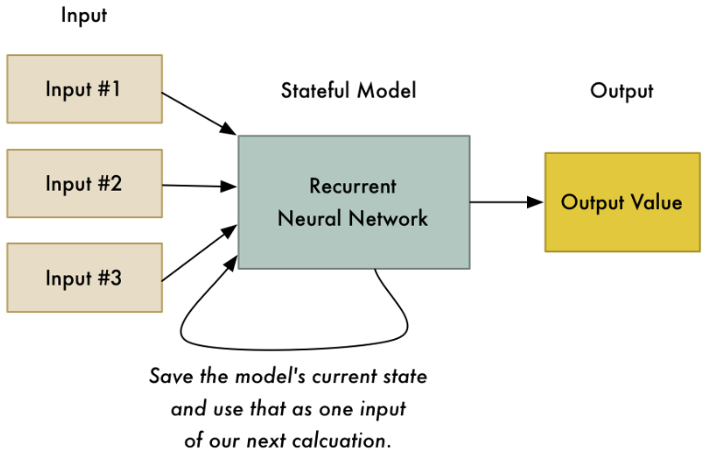 Input
Input #1
Input #2
Input #3
Stateful Model
Recurrent
Neural Network
Output
Output Value
Save the model's current state
and use that as one input
of our next calcuation.